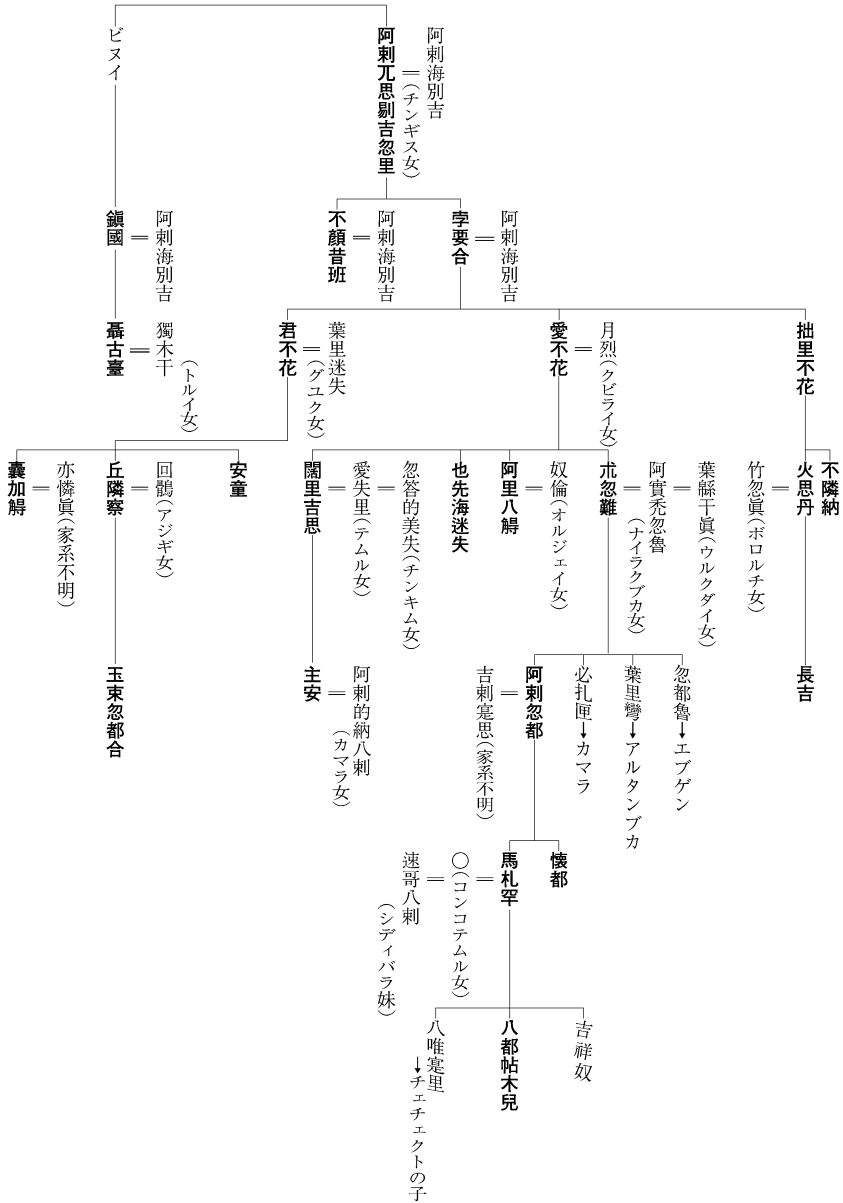 阿剌海別吉
(チンギス女)
阿剌兀思剔吉忽里
ビヌイ
阿剌海別吉
孛要合
阿剌海別吉
不顔昔班
阿剌海別吉
鎭國
拙里不花
月烈(クビライ女)
愛不花
葉里迷失
(グユク女)
君不花
獨木干
(トルイ女)
聶古臺
不隣納
火思丹
竹忽眞(ボロルチ女)
葉緜干眞(ウルクダイ女)
阿實禿忽魯
(ナイラクブカ女)
朮忽難
奴倫(オルジェイ女)
阿里八觪
也先海迷失
忽答的美失(チンキム女)
愛失里(テムル女)
闊里吉思
安童
回鶻(アジギ女)
丘隣察
亦憐眞(家系不明)
囊加觪
長吉
忽都魯→エブゲン
葉里彎→アルタンブカ
必扎匣→カマラ
阿剌忽都
吉剌寔思(家系不明)
阿剌的納八剌
(カマラ女)
主安
玉束忽都合
懐都
馬札罕
〇(コンコテムル女)
速哥八剌
(シディバラ妹)
吉祥奴
八都帖木兒
八唯寔里
→チェチェクトの子